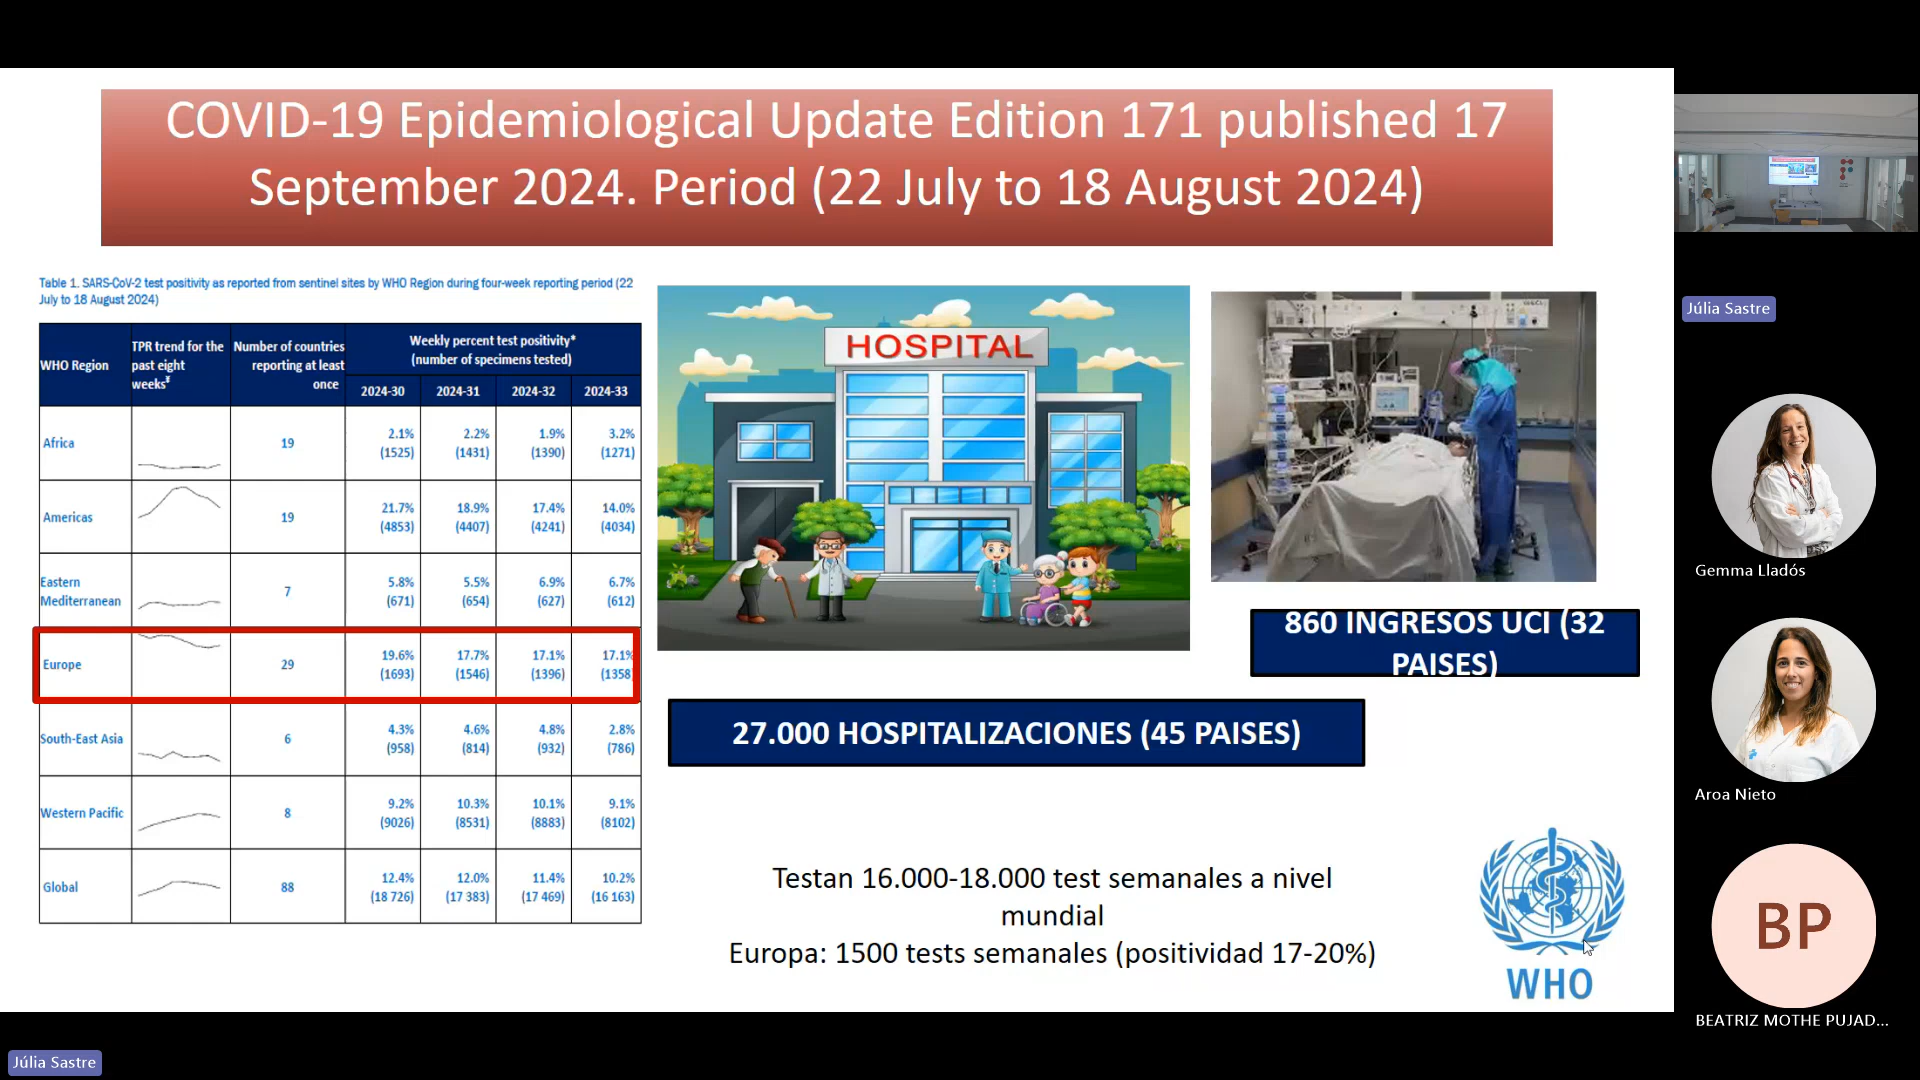 COVID-19 Epidemiological Update Edition 171 published 17
September 2024. Period (22 July to 18 August 2024)
Table 1. SARS-CoV-2 test positivity as reported from sentinel sites by WHO Region during four-week reporting period (22
July to 18 August 2024)
WHO Region
TPR trend for the
past eight
weeks¥
Number of countries
reporting at least
once
Weekly percent test positivity*
(number of specimens tested)
2024-30 2024-31 2024-32 2024-33
Africa 19 2.1% 2.2% 1.9% 3.2%
(1525) (1431) (1390) (1271)
Americas 19 21.7% 18.9% 17.4% 14.0%
(4853) (4407) (4241) (4034)
Eastern
Mediterranean 7 5.8% 5.5% 6.9% 6.7%
(671) (654) (627) (612)
Europe 29 19.6% 17.7% 17.1% 17.1%
(1693) (1546) (1396) (1358)
South-East Asia 6 4.3% 4.6% 4.8% 2.8%
(958) (814) (932) (786)
Western Pacific 8 9.2% 10.3% 10.1% 9.1%
(9026) (8531) (8883) (8102)
Global 88 12.4% 12.0% 11.4% 10.2%
(18 726) (17 383) (17 469) (16 163)
HOSPITAL
860 INGRESOS UCI (32
PAISES)
27.000 HOSPITALIZACIONES (45 PAISES)
Testan 16.000-18.000 test semanales a nivel
mundial
Europa: 1500 tests semanales (positividad 17-20%)
WHO
Júlia Sastre
Gemma Lladós
Aroa Nieto
BP
BEATRIZ MOTHE PUJAD...
Júlia Sastre